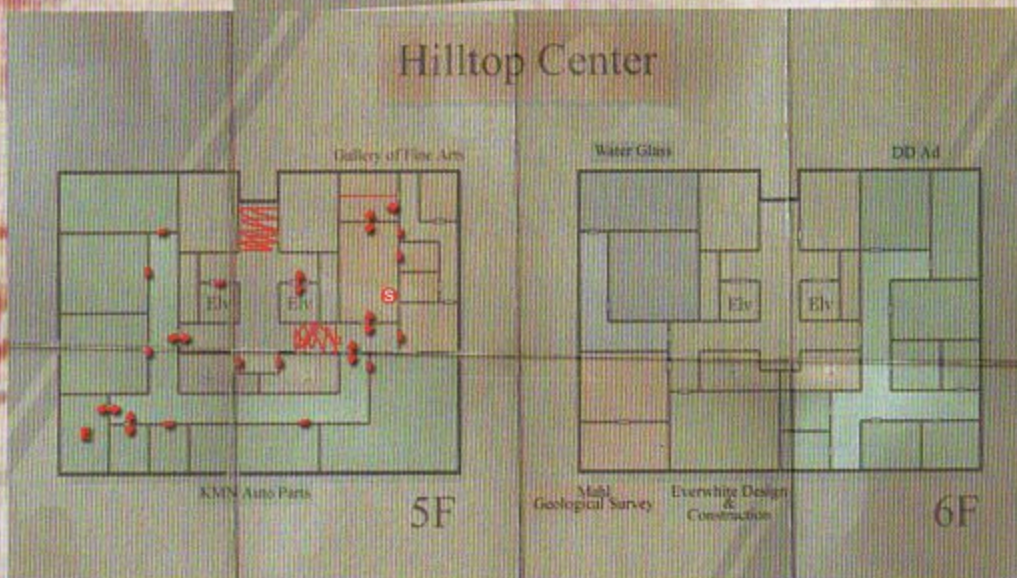 Hilltop Center
Gallery of Fine Arts
Elv
Elv
S
KMN Auto Parts
5F
Water Glass
DD Ad
Elv
Elv
Mahl
Geological Survey
Everwhite Design
&
Construction
6F